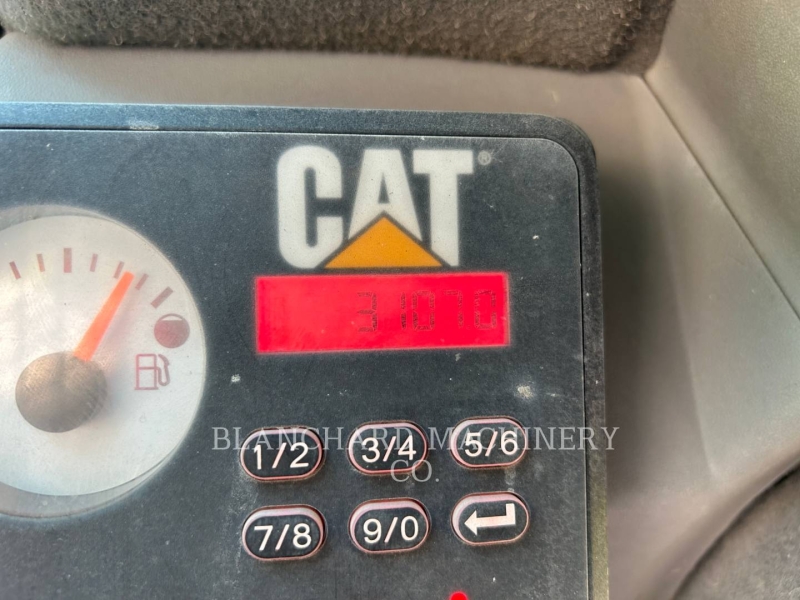 CAT®
1/2 3/4 5/6
BLANCHARD MACHINERY
CO.
7/8 9/0